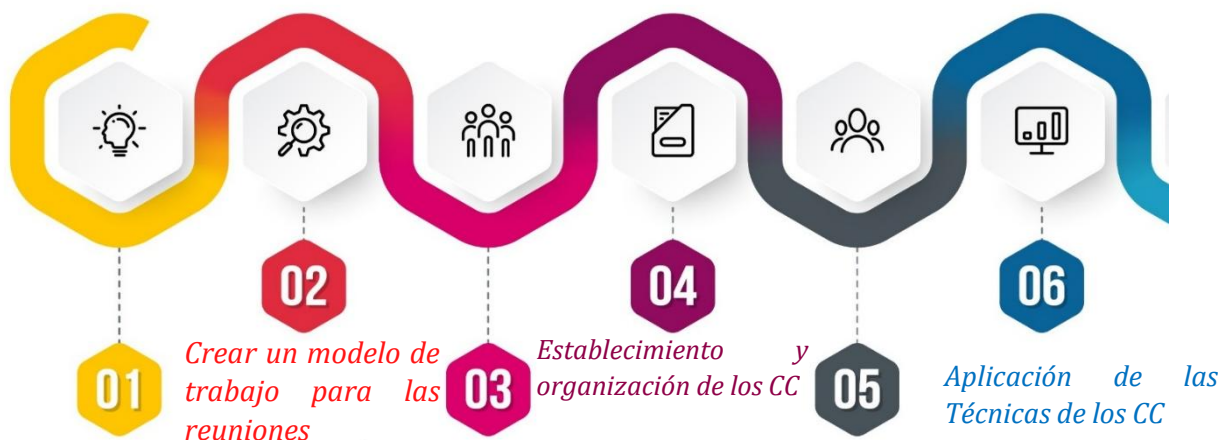 02
04
06
01
Crear un modelo de
trabajo para las
reuniones
03
Establecimiento y
organización de los CC
05
Aplicación de las
Técnicas de los CC